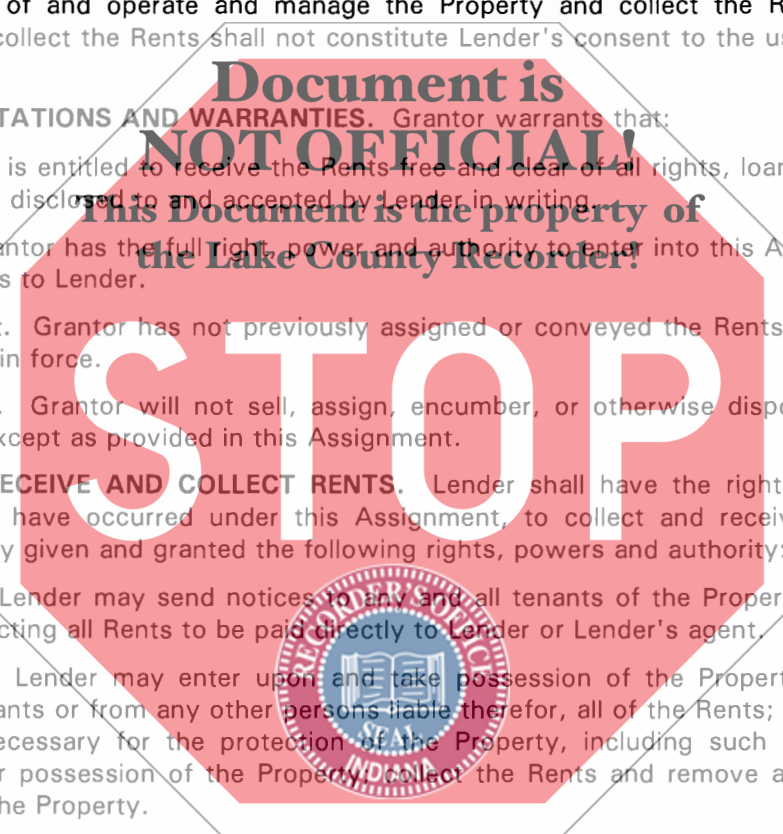 of and operate and manage the Property and collect the R
collect the Rents shall not constitute Lender's consent to the u
Document is
TATIONS AND WARRANTIES. Grantor warrants that:
NOT OFFICIAL!
is entitled to receive the Rents free and clear of all rights, loan
disclosed to and accepted by Lender in writing.
This Document is the property of
antor has the full right, power and authority to enter into this A
the Lake County Recorder!
s to Lender.
t. Grantor has not previously assigned or conveyed the Rents
in force.
STOP
. Grantor will not sell, assign, encumber, or otherwise dispo
xcept as provided in this Assignment.
ECEIVE AND COLLECT RENTS. Lender shall have the right
have occurred under this Assignment, to collect and receiv
y given and granted the following rights, powers and authority:
Lender may send notices to any and all tenants of the Proper
cting all Rents to be paid directly to Lender or Lender's agent.
RECORDER'S OFFICE
Lender may enter upon and take possession of the Propert
ants or from any other persons liable therefor, all of the Rents;
SEAL
ecessary for the protection of the Property, including such
INDIANA
r possession of the Property; collect the Rents and remove a
he Property.